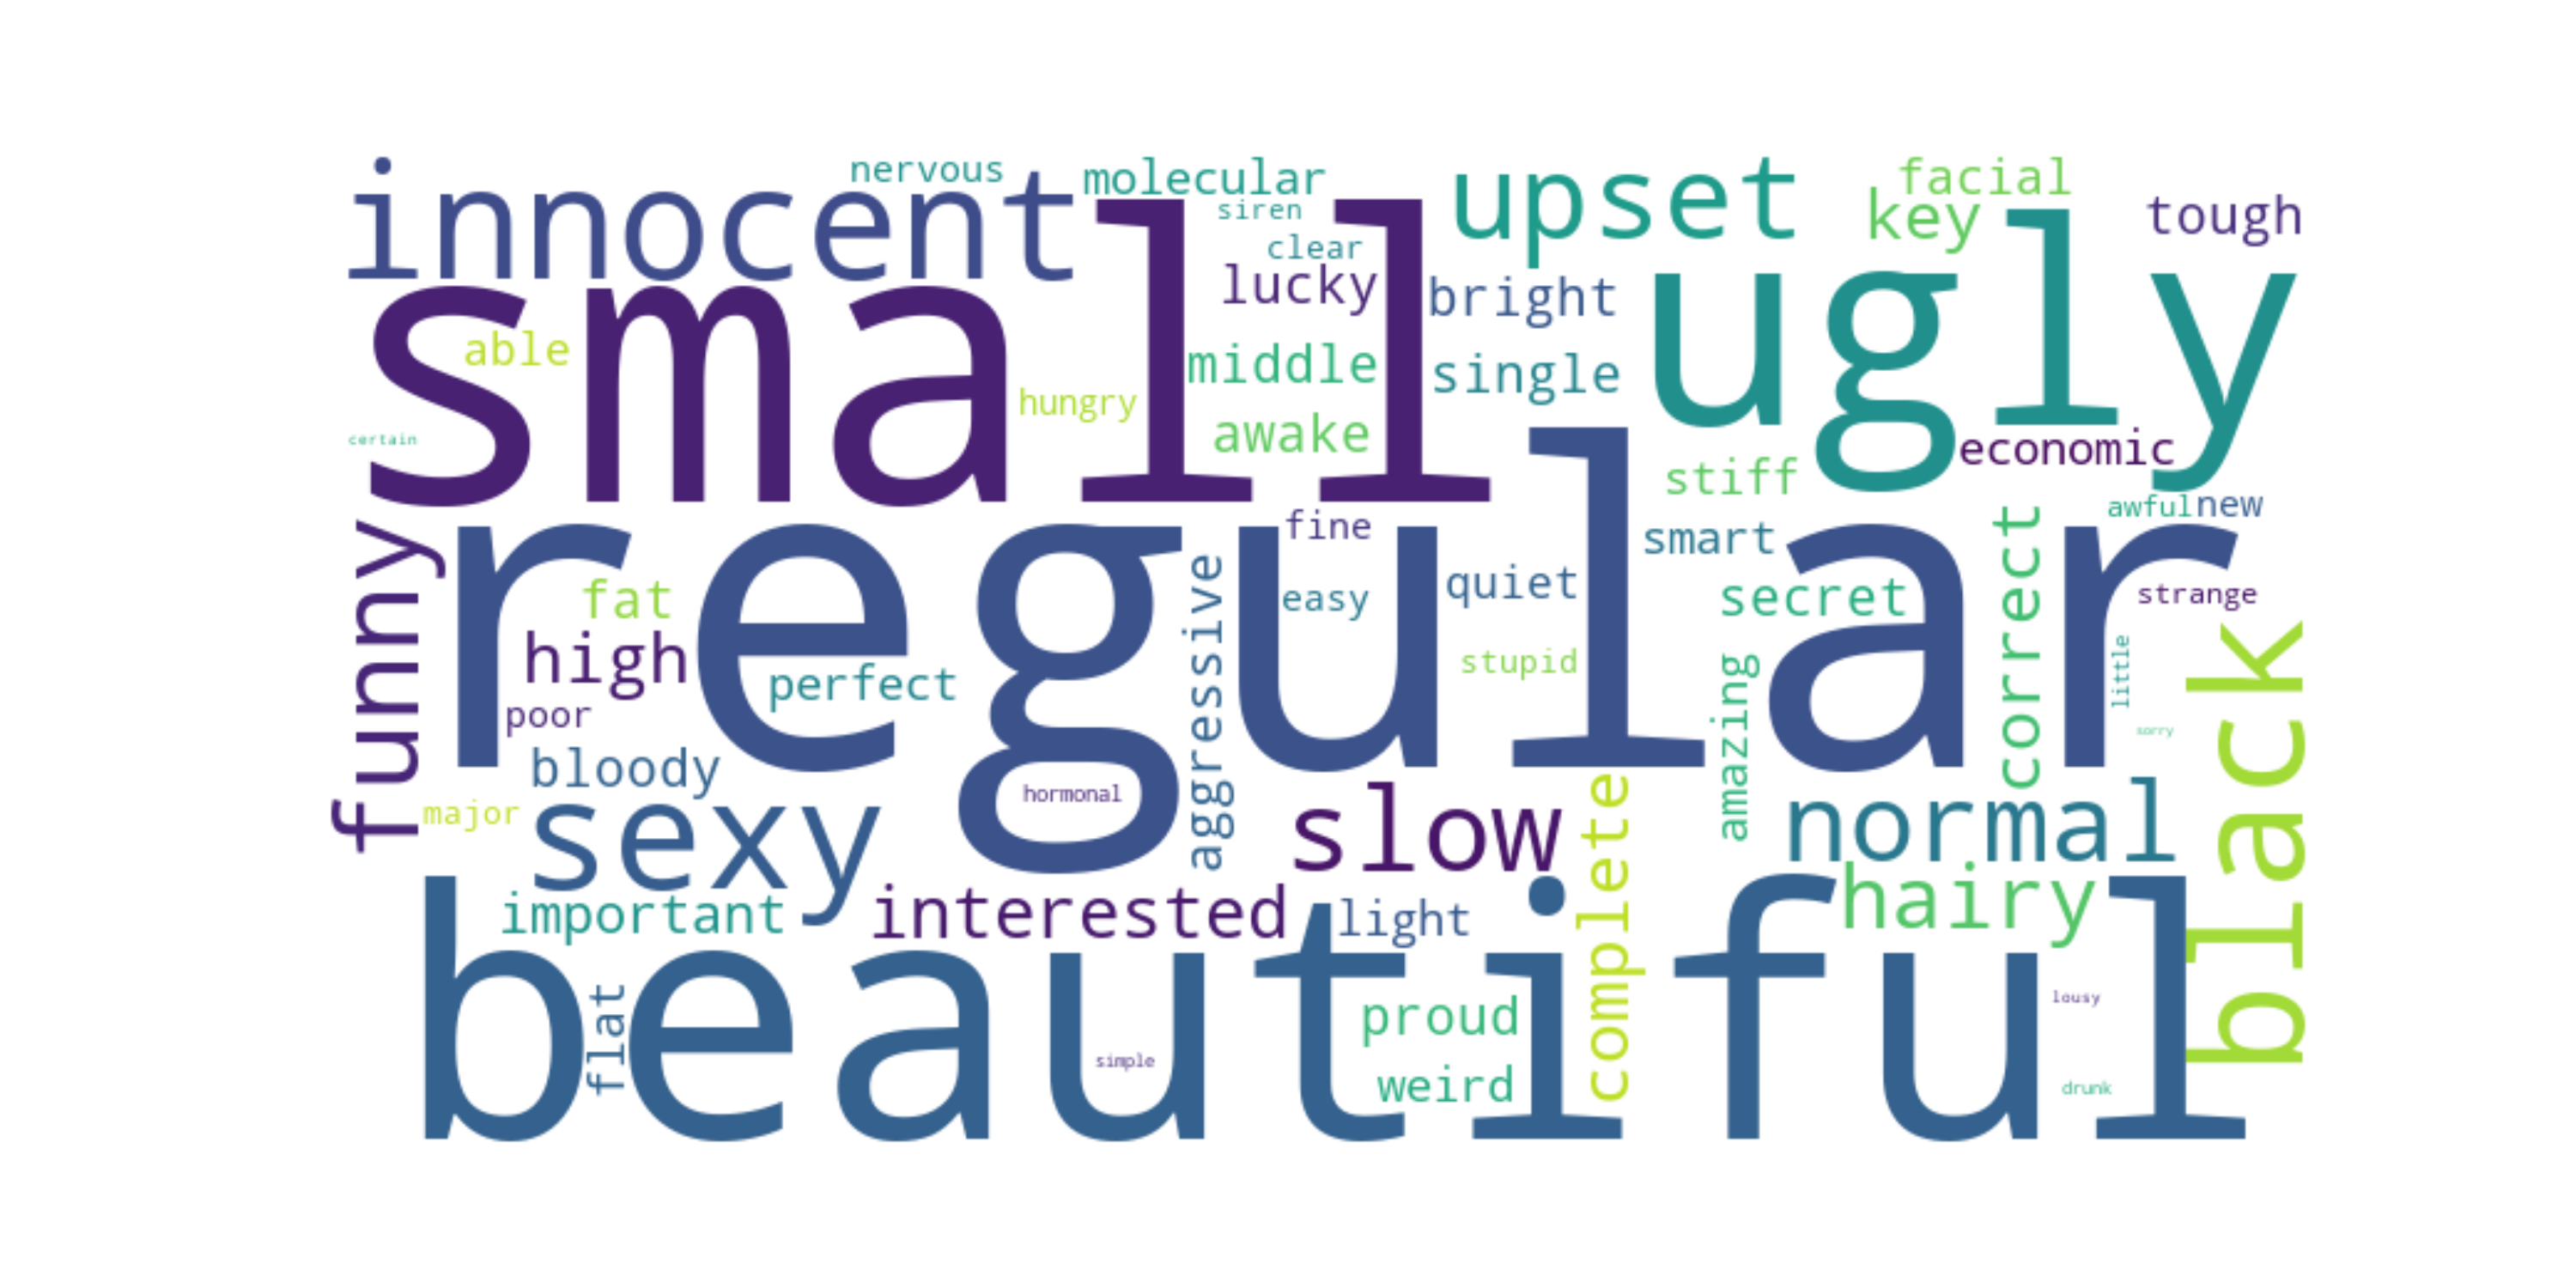 nervous
molecular
upset
facial
innocent
siren
key
tough
clear
lucky
bright
small
ugly
able
middle
single
hungry
awake
certain
economic
stiff
awful
new
fine
smart
regular
funny
fat
easy
quiet
secret
correct
strange
high
perfect
aggressive
stupid
amazing
little
poor
sorry
black
bloody
hormonal
major
sexy
slow
complete
normal
important
interested
light
hairy
beautiful
flat
proud
lousy
simple
weird
drunk